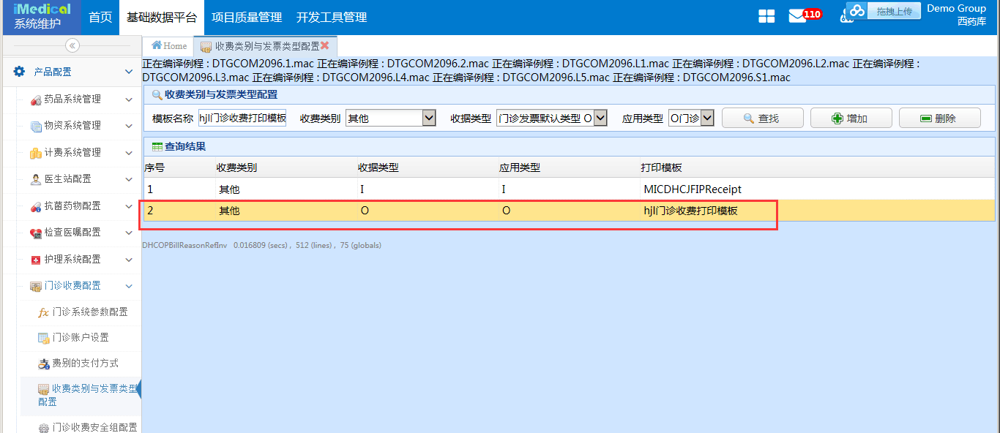 iMedical
系统维护
首页
基础数据平台
项目质量管理
开发工具管理
110
拖拽上传
Demo Group
西药库
Home
收费类别与发票类型配置
产品配置
药品系统管理
物资系统管理
计费系统管理
医生站配置
抗菌药物配置
检查医嘱配置
护理系统配置
门诊收费配置
门诊系统参数配置
门诊账户设置
费别的支付方式
收费类别与发票类型
配置
门诊收费安全组配置
正在编译例程 : DTGCOM2096.1.mac 正在编译例程 : DTGCOM2096.2.mac 正在编译例程 : DTGCOM2096.L1.mac 正在编译例程 : DTGCOM2096.L2.mac 正在编译例程 :
DTGCOM2096.L3.mac 正在编译例程 : DTGCOM2096.L4.mac 正在编译例程 : DTGCOM2096.L5.mac 正在编译例程 : DTGCOM2096.S1.mac
收费类别与发票类型配置
模板名称 hjl门诊收费打印模板 收费类别 其他 收据类型 门诊发票默认类型 O 应用类型 O门诊 查找 增加 删除
查询结果
序号 收费类别 收据类型 应用类型 打印模板
1 其他 I I MICDHCJFIPReceipt
2 其他 O O hjl门诊收费打印模板
DHCOPBillReasonRefInv 0.016809 (secs) , 512 (lines) , 75 (globals)